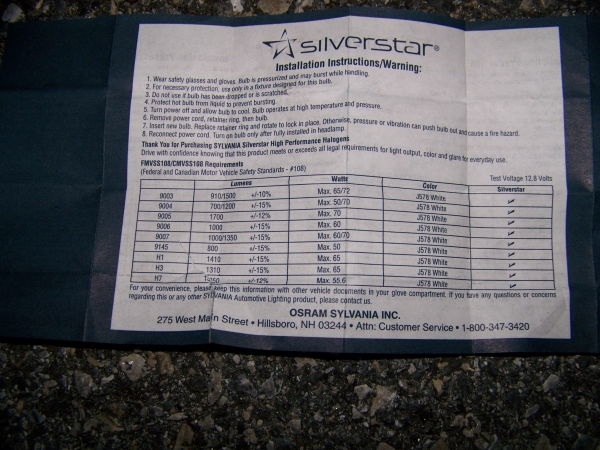 silverstar®
Installation Instructions/Warning:
1. Wear safety glasses and gloves. Bulb is pressurized and may burst while handling.
2. For necessary protection, use only in a fixture designed for this bulb.
3. Do not use if bulb has been dropped or is scratched.
4. Protect hot bulb from liquid to prevent bursting.
5. Turn power off and allow bulb to cool. Bulb operates at high temperature and pressure.
6. Remove power cord, retainer ring, then bulb.
7. Insert new bulb. Replace retainer ring and rotate to lock in place. Otherwise, pressure or vibration can push bulb out and cause a fire hazard.
8. Reconnect power cord. Turn on bulb only after fully installed in headlamp.
Thank You for Purchasing SYLVANIA Silverstar High Performance Halogens
Drive with confidence knowing that this product meets or exceeds all legal requirements for light output, color and glare for everyday use.
FMVSS108/CMVSS108 Requirements
(Federal and Canadian Motor Vehicle Safety Standards - #108) Test Voltage 12.8 Volts
Lumens Watts Color Silverstar
9003 910/1500 +/-10% Max. 65/72 J578 White ✓
9004 700/1200 +/-15% Max. 50/70 J578 White ✓
9005 1700 +/-12% Max. 70 J578 White ✓
9006 1000 +/-15% Max. 60 J578 White ✓
9007 1000/1350 +/-15% Max. 60/70 J578 White ✓
9145 800 +/-15% Max. 50 J578 White ✓
H1 1410 +/-15% Max. 65 J578 White ✓
H3 1310 +/-15% Max. 65 J578 White ✓
H7 +/-12% Max. 55.6 J578 White ✓
For your convenience, please keep this information with other vehicle documents in your glove compartment. If you have any questions or concerns
regarding this or any other SYLVANIA Automotive Lighting product, please contact us.
OSRAM SYLVANIA INC.
275 West Main Street • Hillsboro, NH 03244 • Attn: Customer Service • 1-800-347-3420